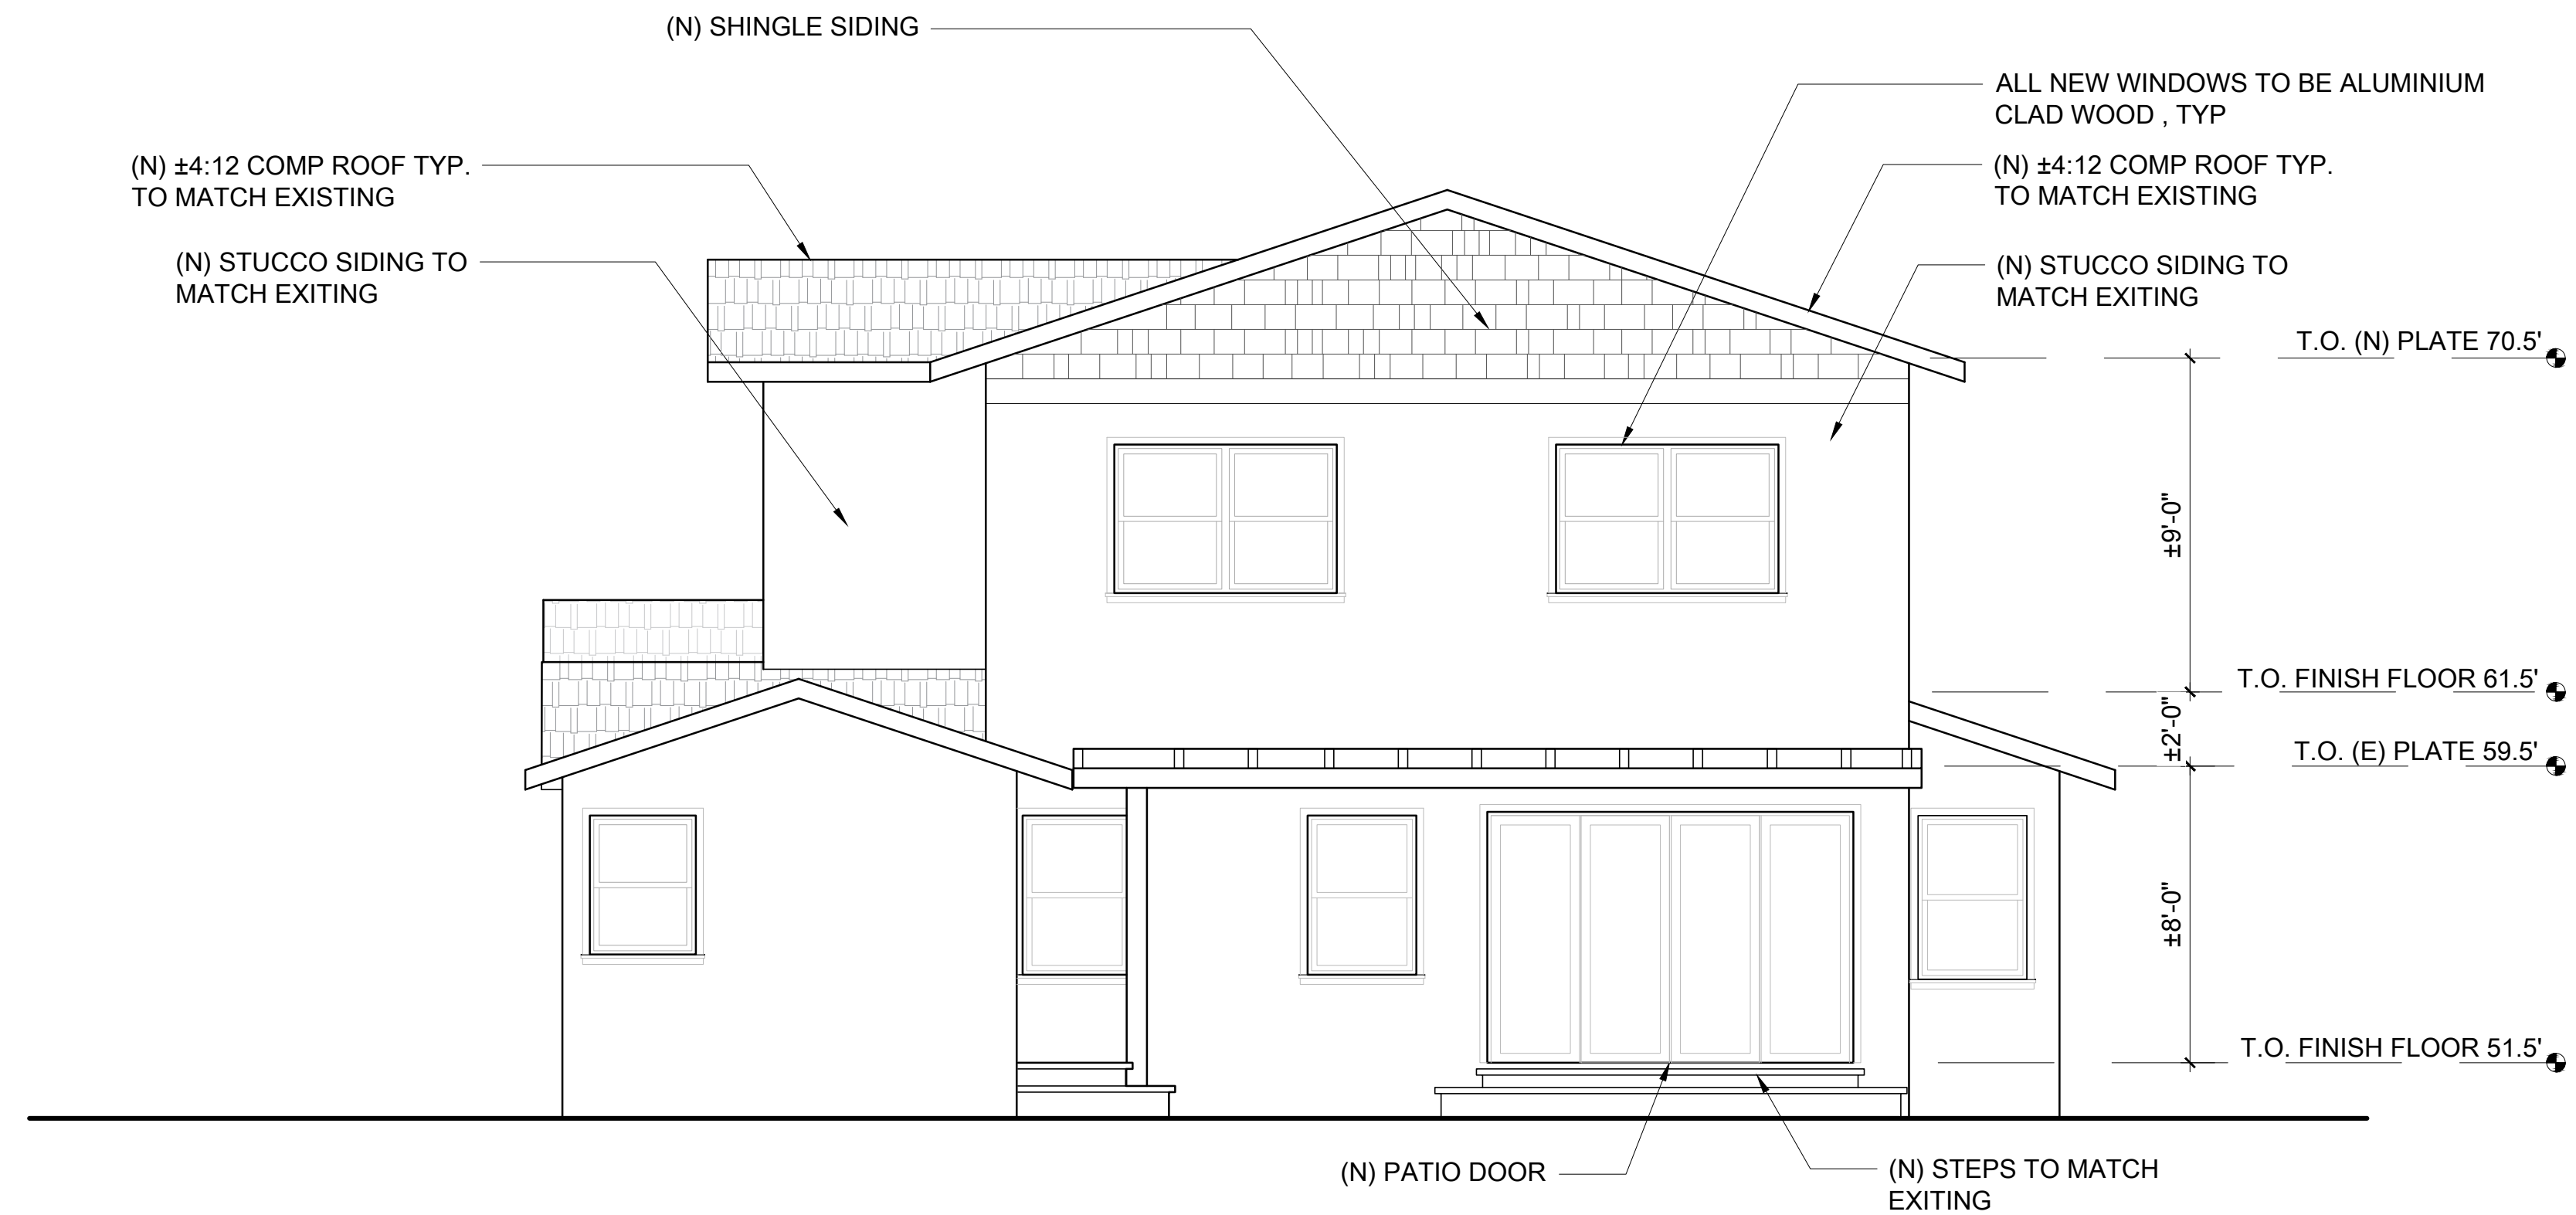 (N) SHINGLE SIDING
ALL NEW WINDOWS TO BE ALUMINIUM
CLAD WOOD , TYP
(N) ±4:12 COMP ROOF TYP.
TO MATCH EXISTING
(N) ±4:12 COMP ROOF TYP.
TO MATCH EXISTING
(N) STUCCO SIDING TO
MATCH EXITING
(N) STUCCO SIDING TO
MATCH EXITING
T.O. (N) PLATE 70.5'
±9'-0"
T.O. FINISH FLOOR 61.5'
±2'-0"
T.O. (E) PLATE 59.5'
±8'-0"
T.O. FINISH FLOOR 51.5'
(N) PATIO DOOR
(N) STEPS TO MATCH
EXITING